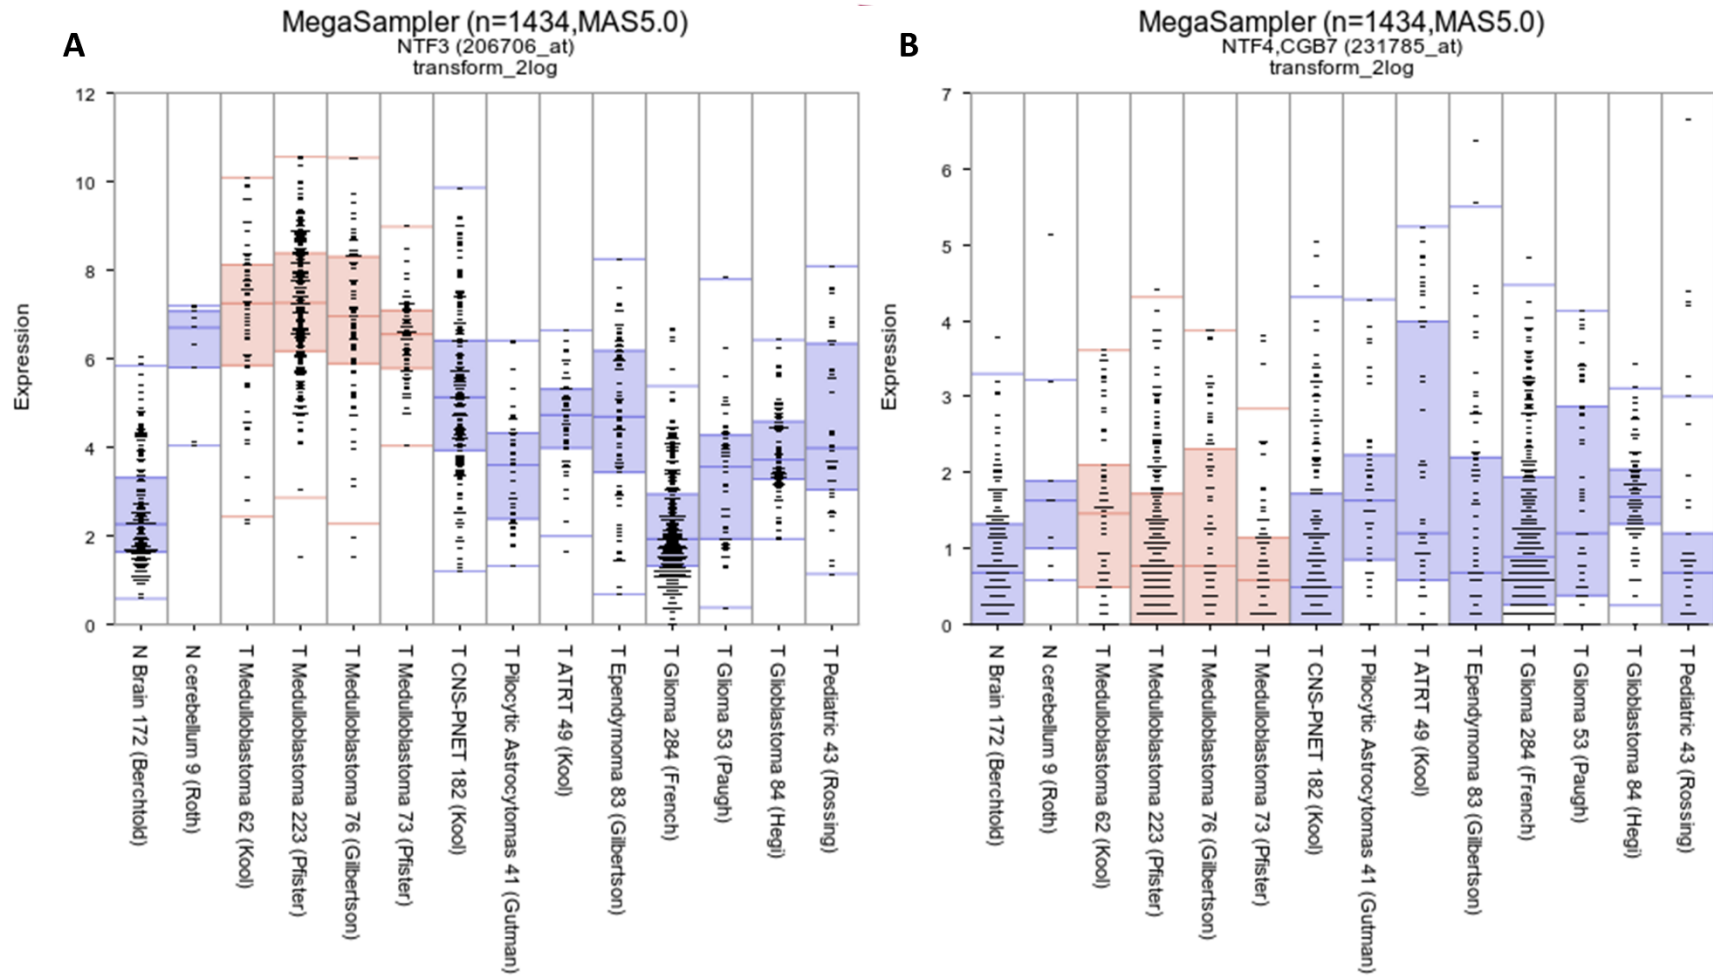 A
MegaSampler (n=1434,MAS5.0)
NTF3 (206706_at)
transform_2log
Expression
12
10
8
6
4
2
0
N Brain 172 (Berchtold)
N cerebellum 9 (Roth)
T Medulloblastoma 62 (Kool)
T Medulloblastoma 223 (Pfister)
T Medulloblastoma 76 (Gilbertson)
T Medulloblastoma 73 (Pfister)
T CNS-PNET 182 (Kool)
T Pilocytic Astrocytomas 41 (Gutman)
T ATRT 49 (Kool)
T Ependymoma 83 (Gilbertson)
T Glioma 284 (French)
T Glioma 53 (Paugh)
T Glioblastoma 84 (Hegi)
T Pediatric 43 (Rossing)
B
MegaSampler (n=1434,MAS5.0)
NTF4,CGB7 (231785_at)
transform_2log
Expression
7
6
5
4
3
2
1
0
N Brain 172 (Berchtold)
N cerebellum 9 (Roth)
T Medulloblastoma 62 (Kool)
T Medulloblastoma 223 (Pfister)
T Medulloblastoma 76 (Gilbertson)
T Medulloblastoma 73 (Pfister)
T CNS-PNET 182 (Kool)
T Pilocytic Astrocytomas 41 (Gutman)
T ATRT 49 (Kool)
T Ependymoma 83 (Gilbertson)
T Glioma 284 (French)
T Glioma 53 (Paugh)
T Glioblastoma 84 (Hegi)
T Pediatric 43 (Rossing)